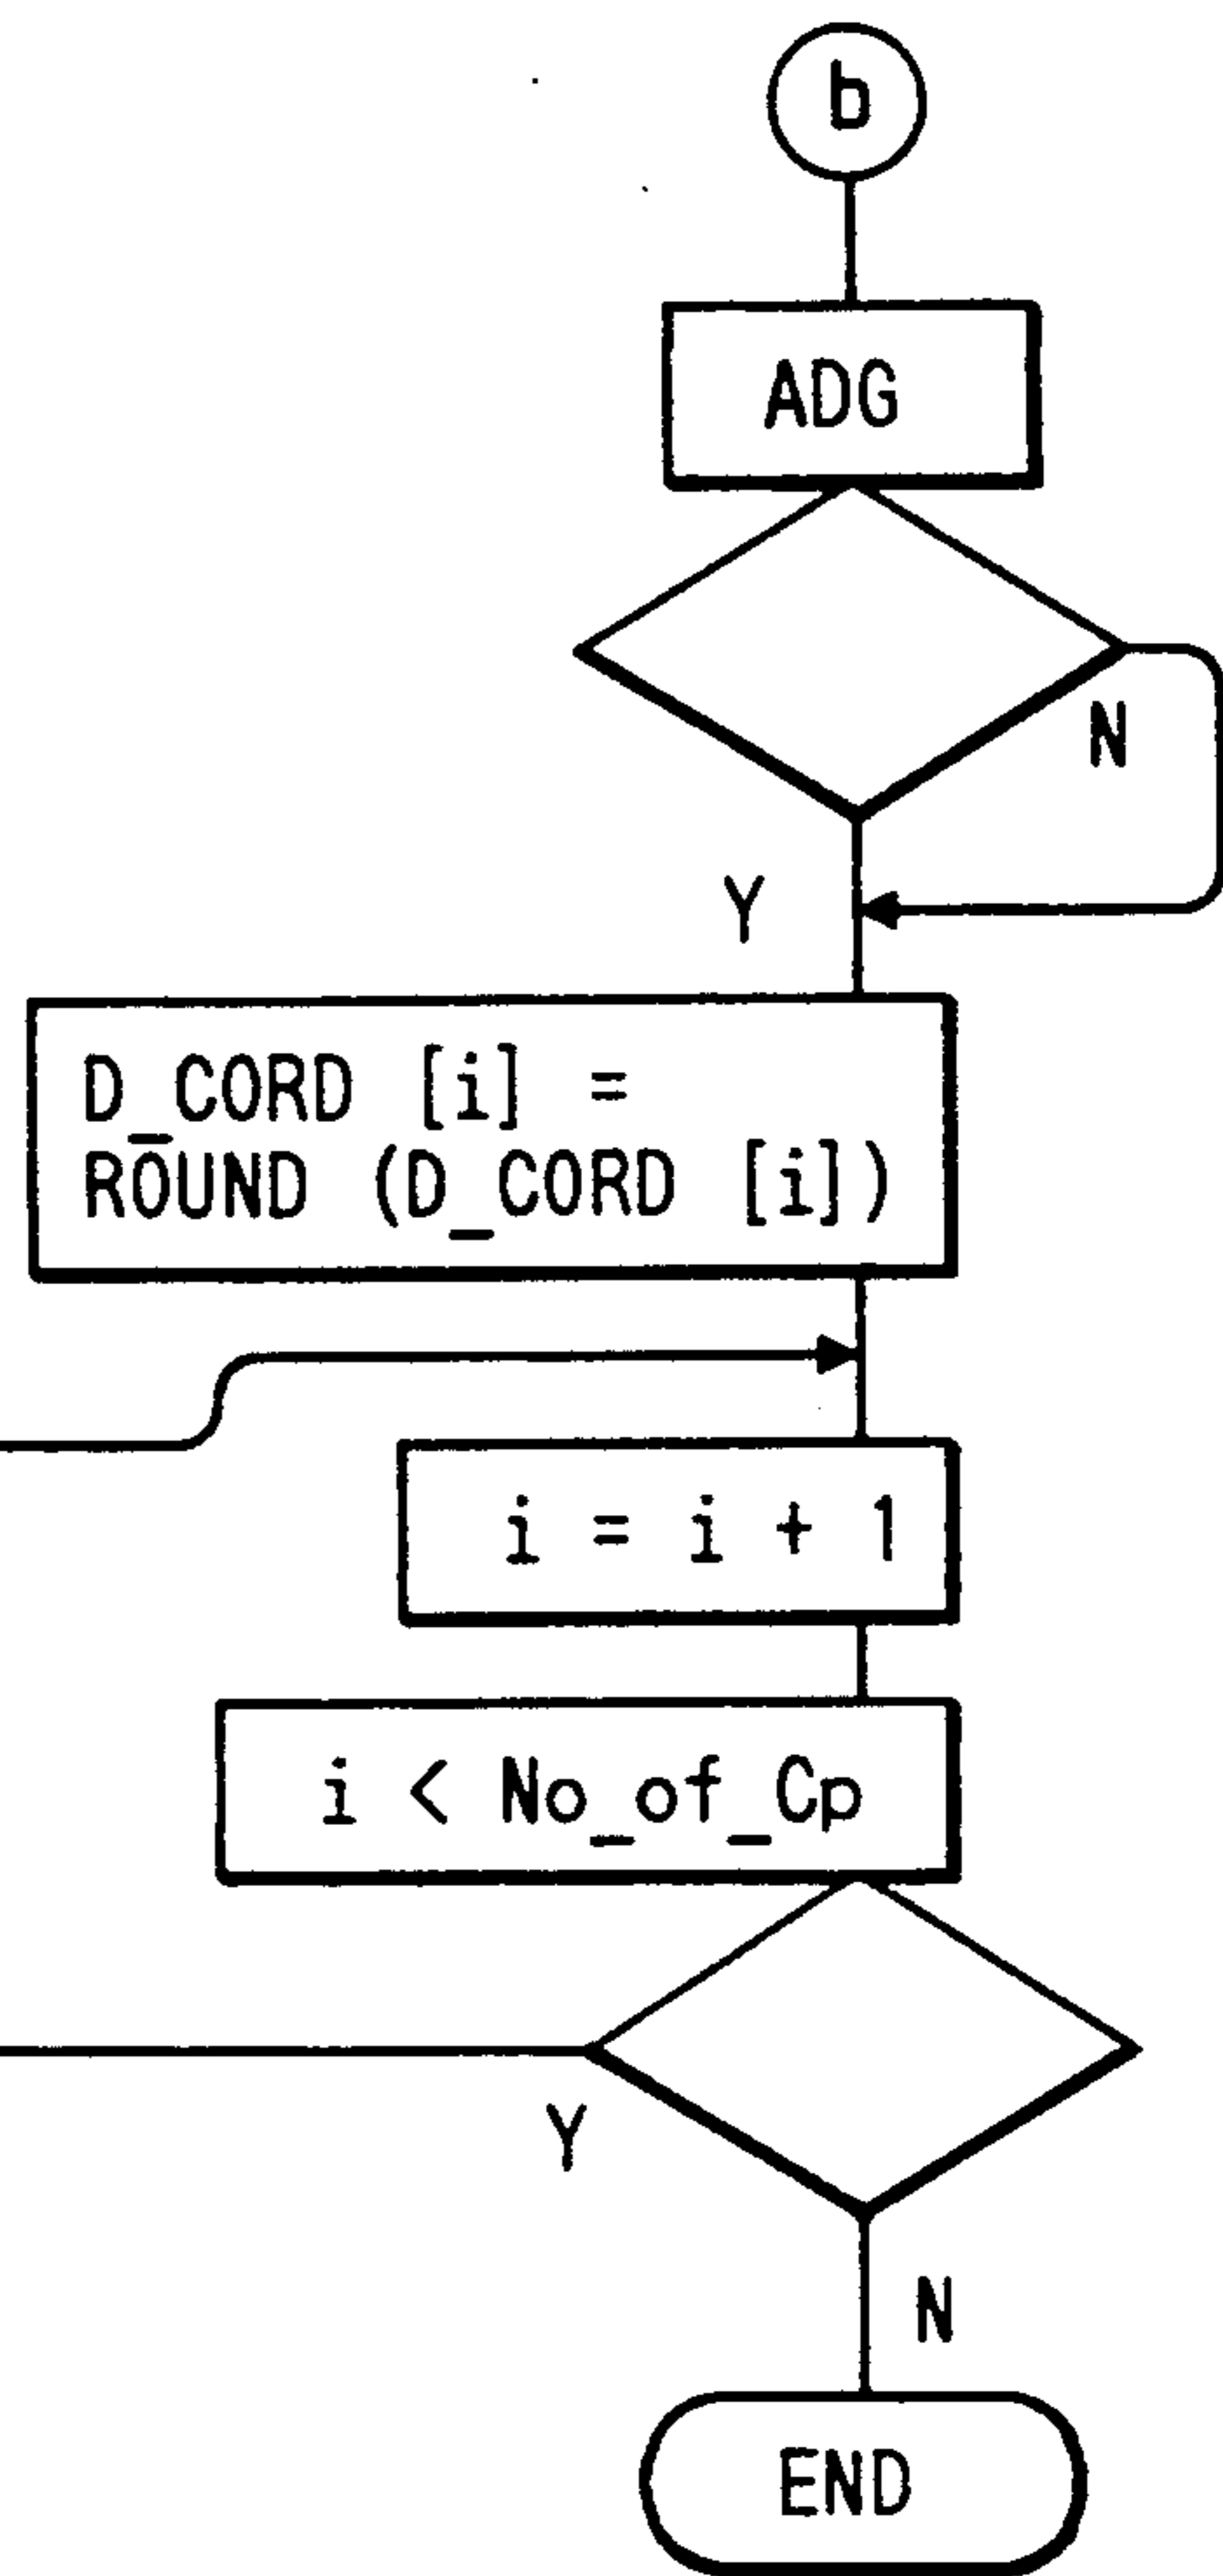 b
ADG
N
Y
D_CORD [i] =
ROUND (D_CORD [i])
i = i + 1
i < No_of_Cp
Y
N
END